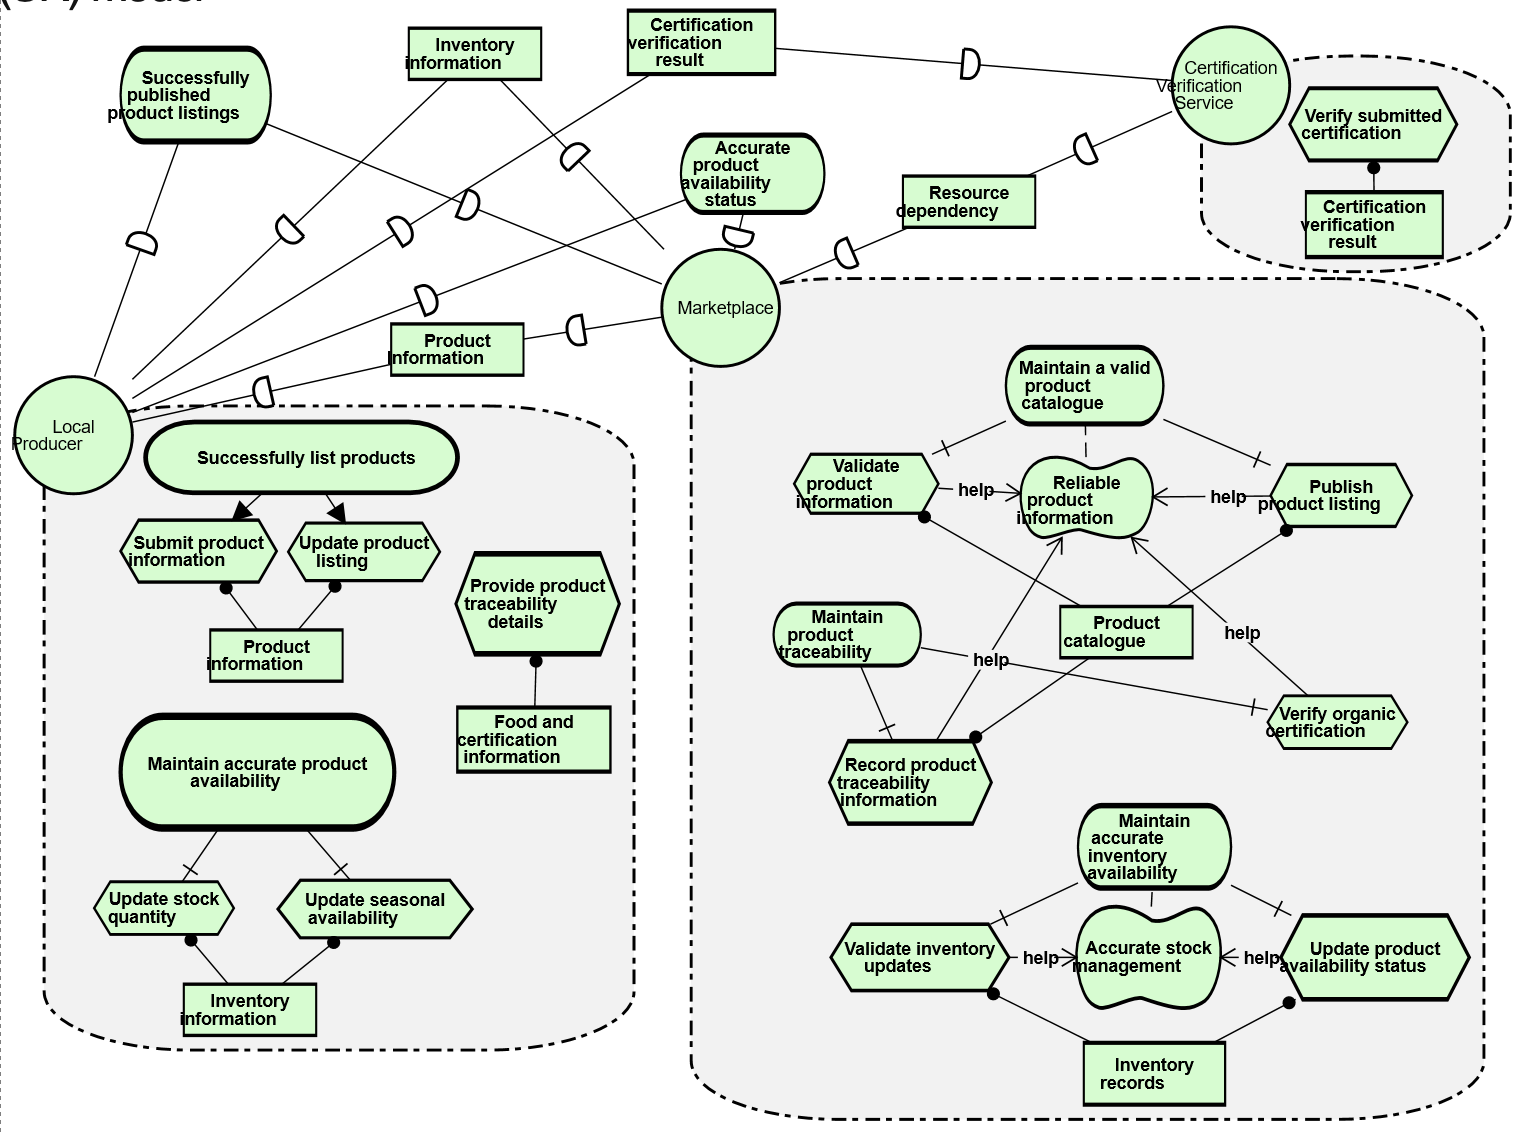 (SR) model
Inventory
information
Certification
verification
result
Successfully
published
product listings
Certification
Verification
Service
Verify submitted
certification
Certification
verification
result
Accurate
product
availability
status
Resource
dependency
Marketplace
Product
Information
Local
Producer
Successfully list products
Submit product
information
Update product
listing
Product
information
Provide product
traceability
details
Food and
certification
information
Maintain accurate product
availability
Update stock
quantity
Update seasonal
availability
Inventory
information
Maintain a valid
product
catalogue
Validate
product
information
help
Reliable
product
information
help
Publish
product listing
Maintain
product
traceability
Product
catalogue
help
help
Verify organic
certification
Record product
traceability
information
Maintain
accurate
inventory
availability
Validate inventory
updates
help
Accurate stock
management
help
Update product
availability status
Inventory
records